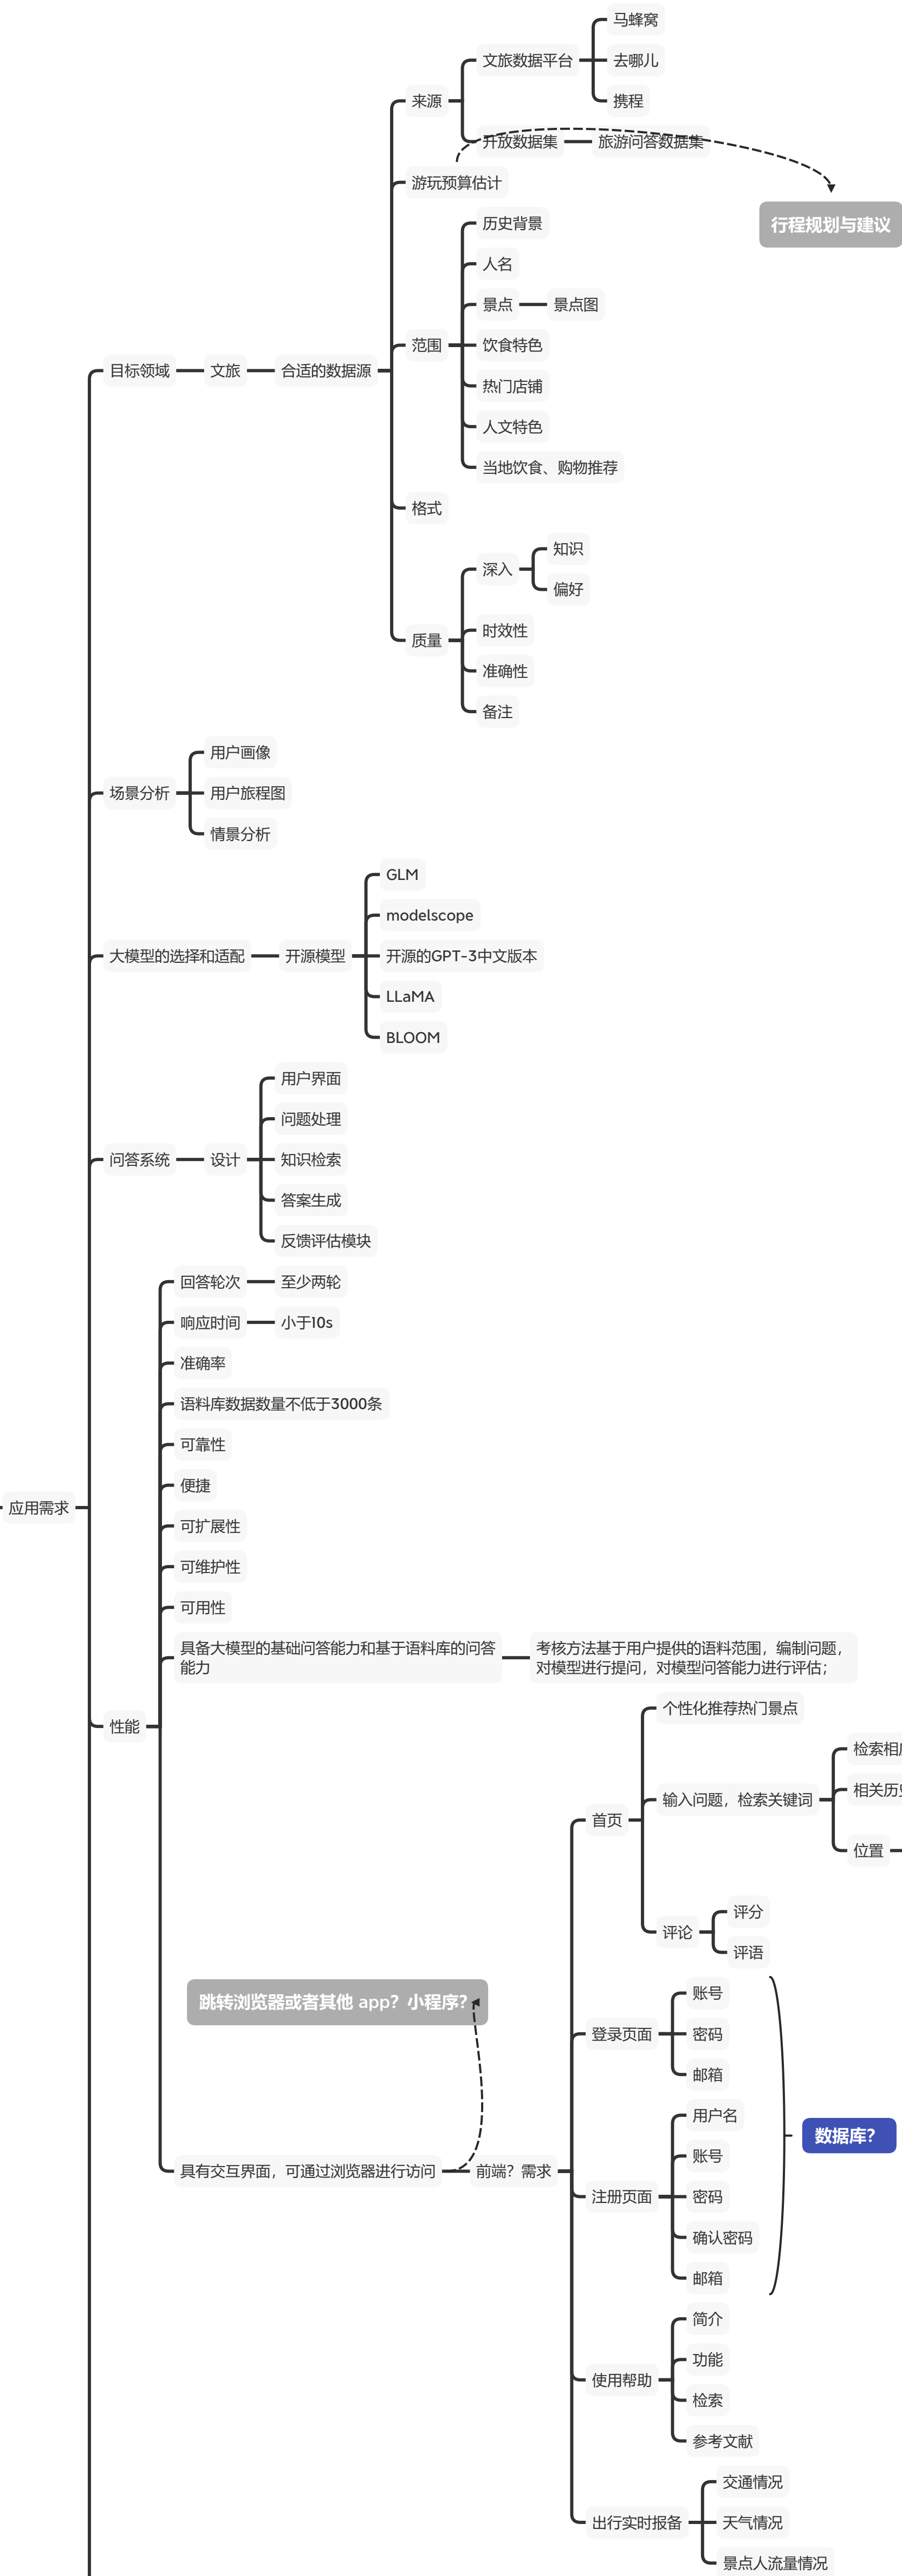 马蜂窝
文旅数据平台
去哪儿
来源
携程
开放数据集
旅游问答数据集
游玩预算估计
行程规划与建议
历史背景
人名
景点
景点图
范围
饮食特色
目标领域
文旅
合适的数据源
热门店铺
人文特色
当地饮食、购物推荐
格式
知识
深入
偏好
时效性
质量
准确性
备注
用户画像
场景分析
用户旅程图
情景分析
GLM
modelscope
大模型的选择和适配
开源模型
开源的GPT-3中文版本
LLaMA
BLOOM
用户界面
问题处理
问答系统
设计
知识检索
答案生成
反馈评估模块
回答轮次
至少两轮
响应时间
小于10s
准确率
语料库数据数量不低于3000条
可靠性
便捷
应用需求
可扩展性
可维护性
可用性
具备大模型的基础问答能力和基于语料库的问答
能力
考核方法基于用户提供的语料范围，编制问题，
对模型进行提问，对模型问答能力进行评估；
性能
个性化推荐热门景点
检索相
首页
输入问题，检索关键词
相关历
位置
评论
评分
评语
跳转浏览器或者其他 app？小程序？
登录页面
账号
密码
邮箱
数据库？
具有交互界面，可通过浏览器进行访问
前端？需求
注册页面
用户名
账号
密码
确认密码
邮箱
使用帮助
简介
功能
检索
参考文献
出行实时报备
交通情况
天气情况
景点人流量情况